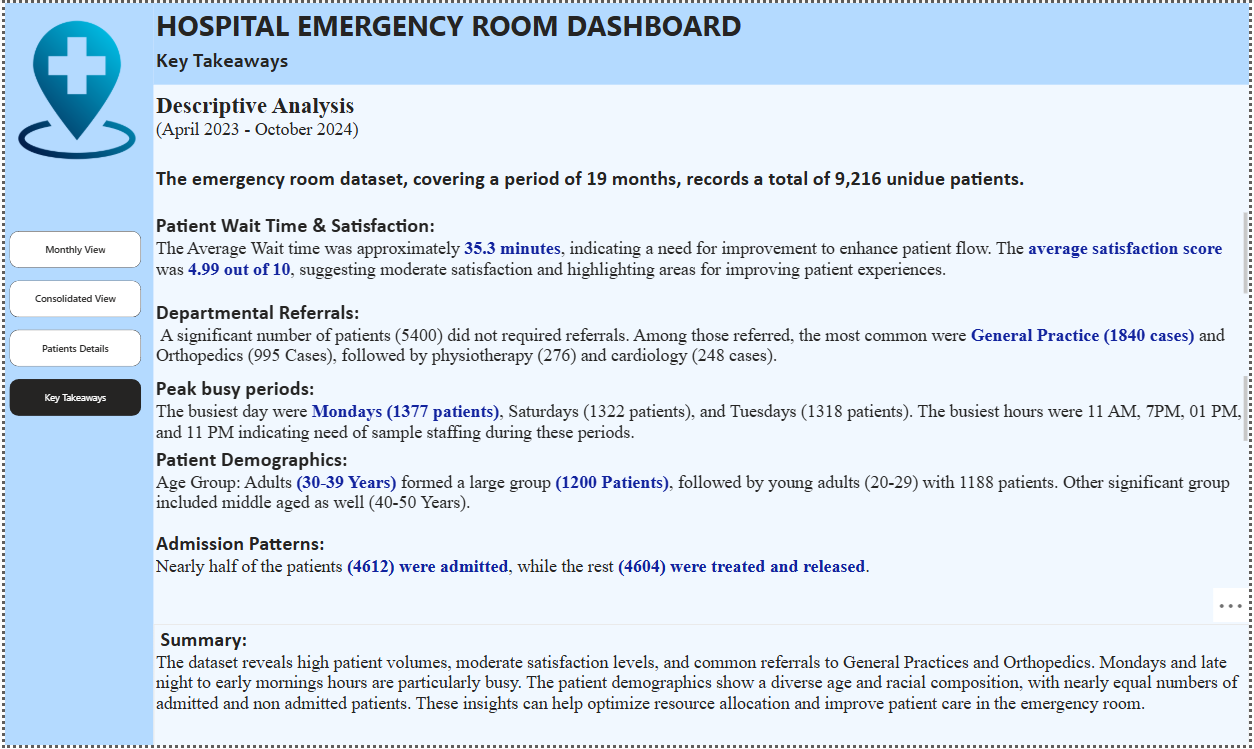 HOSPITAL EMERGENCY ROOM DASHBOARD
Key Takeaways
Descriptive Analysis
(April 2023 - October 2024)
The emergency room dataset, covering a period of 19 months, records a total of 9,216 unidue patients.
Patient Wait Time & Satisfaction:
The Average Wait time was approximately 35.3 minutes, indicating a need for improvement to enhance patient flow. The average satisfaction score
was 4.99 out of 10, suggesting moderate satisfaction and highlighting areas for improving patient experiences.
Departmental Referrals:
A significant number of patients (5400) did not required referrals. Among those referred, the most common were General Practice (1840 cases) and
Orthopedics (995 Cases), followed by physiotherapy (276) and cardiology (248 cases).
Peak busy periods:
The busiest day were Mondays (1377 patients), Saturdays (1322 patients), and Tuesdays (1318 patients). The busiest hours were 11 AM, 7PM, 01 PM,
and 11 PM indicating need of sample staffing during these periods.
Patient Demographics:
Age Group: Adults (30-39 Years) formed a large group (1200 Patients), followed by young adults (20-29) with 1188 patients. Other significant group
included middle aged as well (40-50 Years).
Admission Patterns:
Nearly half of the patients (4612) were admitted, while the rest (4604) were treated and released.
Summary:
The dataset reveals high patient volumes, moderate satisfaction levels, and common referrals to General Practices and Orthopedics. Mondays and late
night to early mornings hours are particularly busy. The patient demographics show a diverse age and racial composition, with nearly equal numbers of
admitted and non admitted patients. These insights can help optimize resource allocation and improve patient care in the emergency room.
Monthly View
Consolidated View
Patients Details
Key Takeaways